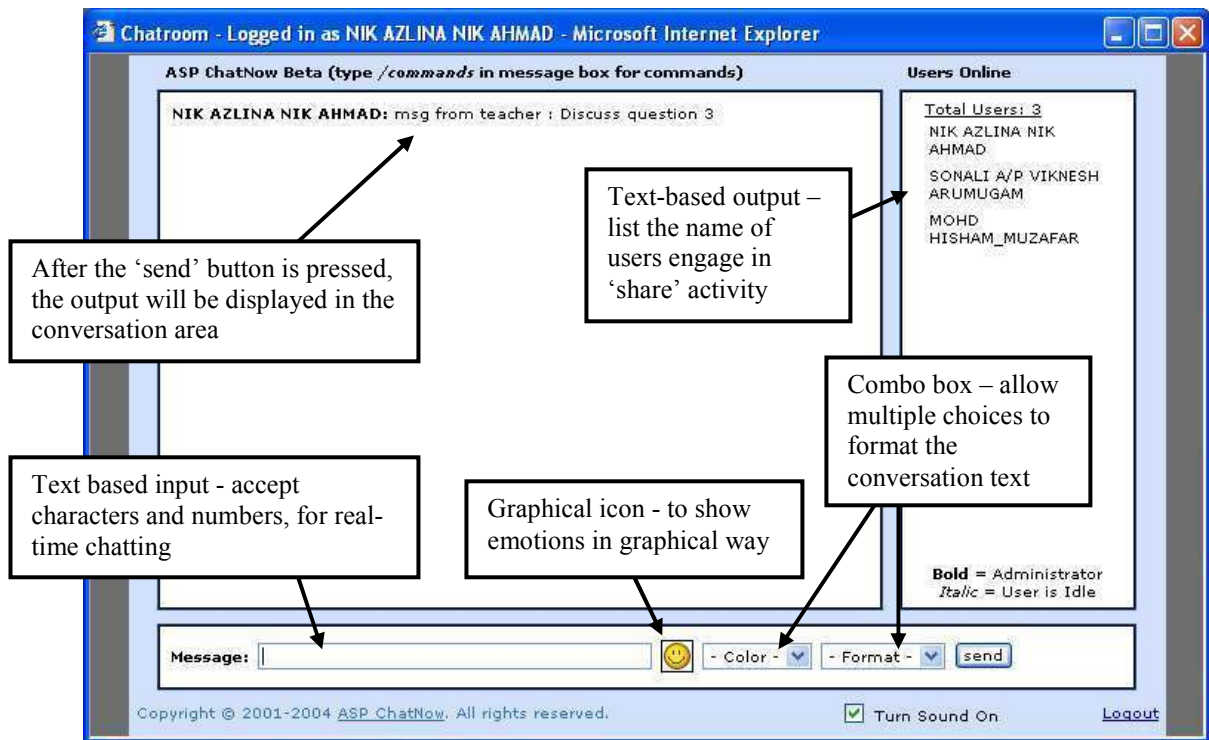 Chatroom - Logged in as NIK AZLINA NIK AHMAD - Microsoft Internet Explorer
ASP ChatNow Beta (type /commands in message box for commands)
Users Online
NIK AZLINA NIK AHMAD: msg from teacher : Discuss question 3
Total Users: 3
NIK AZLINA NIK
AHMAD
SONALI A/P VIKNESH
ARUMUGAM
MOHD
HISHAM_MUZAFAR
Text-based output –
list the name of
users engage in
‘share’ activity
After the ‘send’ button is pressed,
the output will be displayed in the
conversation area
Combo box – allow
multiple choices to
format the
conversation text
Text based input - accept
characters and numbers, for real-
time chatting
Graphical icon - to show
emotions in graphical way
Bold = Administrator
Italic = User is Idle
Message:
- Color -
- Format -
send
Copyright © 2001-2004 ASP ChatNow. All rights reserved.
Turn Sound On
Logout